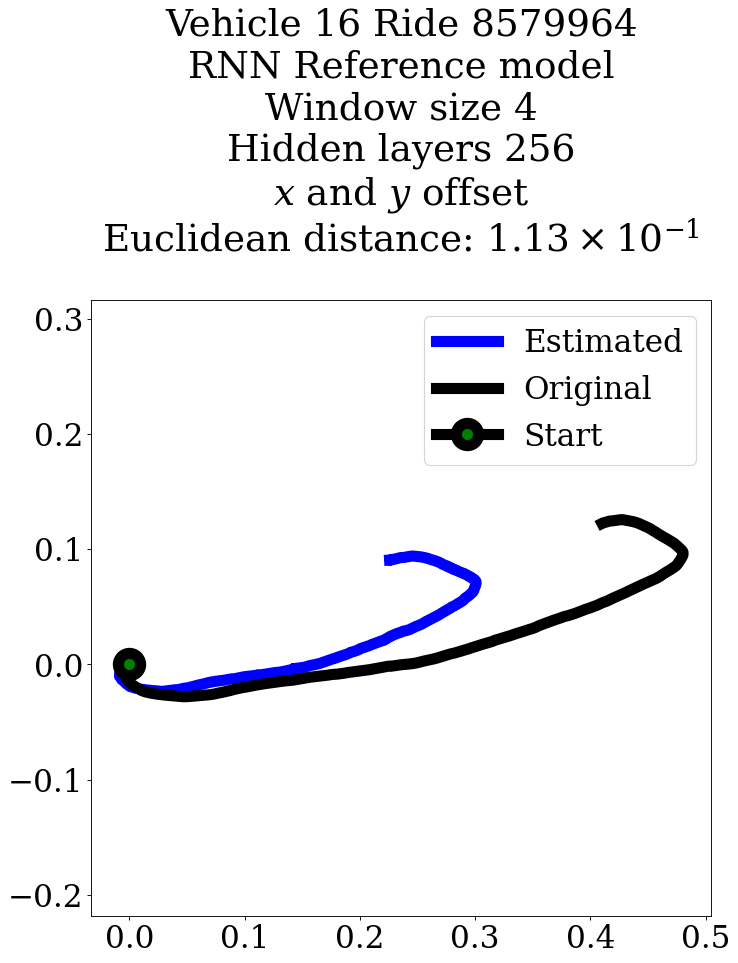 Vehicle 16 Ride 8579964
RNN Reference model
Window size 4
Hidden layers 256
x and y offset
Euclidean distance: 1.13 × 10⁻¹
Estimated
Original
Start
0.3
0.2
0.1
0.0
−0.1
−0.2
0.0 0.1 0.2 0.3 0.4 0.5